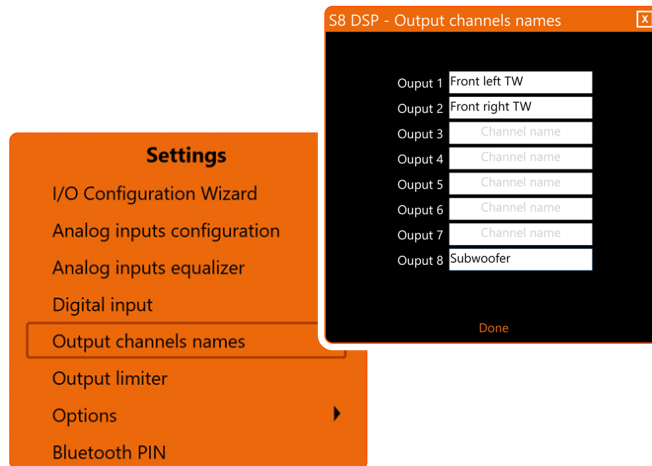 S8 DSP - Output channels names
X
Ouput 1 Front left TW
Ouput 2 Front right TW
Ouput 3 Channel name
Ouput 4 Channel name
Ouput 5 Channel name
Ouput 6 Channel name
Ouput 7 Channel name
Ouput 8 Subwoofer
Done
Settings
I/O Configuration Wizard
Analog inputs configuration
Analog inputs equalizer
Digital input
Output channels names
Output limiter
Options
Bluetooth PIN